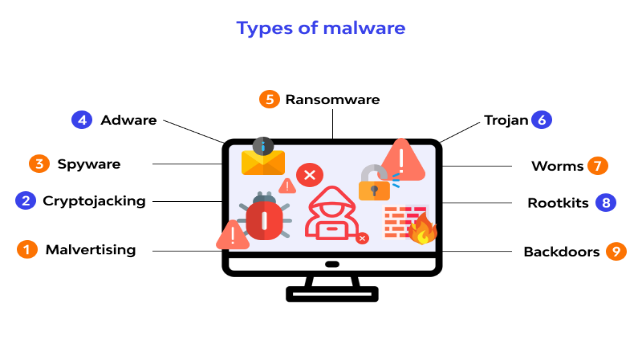 Types of malware
5 Ransomware
4 Adware
Trojan 6
3 Spyware
Worms 7
2 Cryptojacking
Rootkits 8
1 Malvertising
Backdoors 9